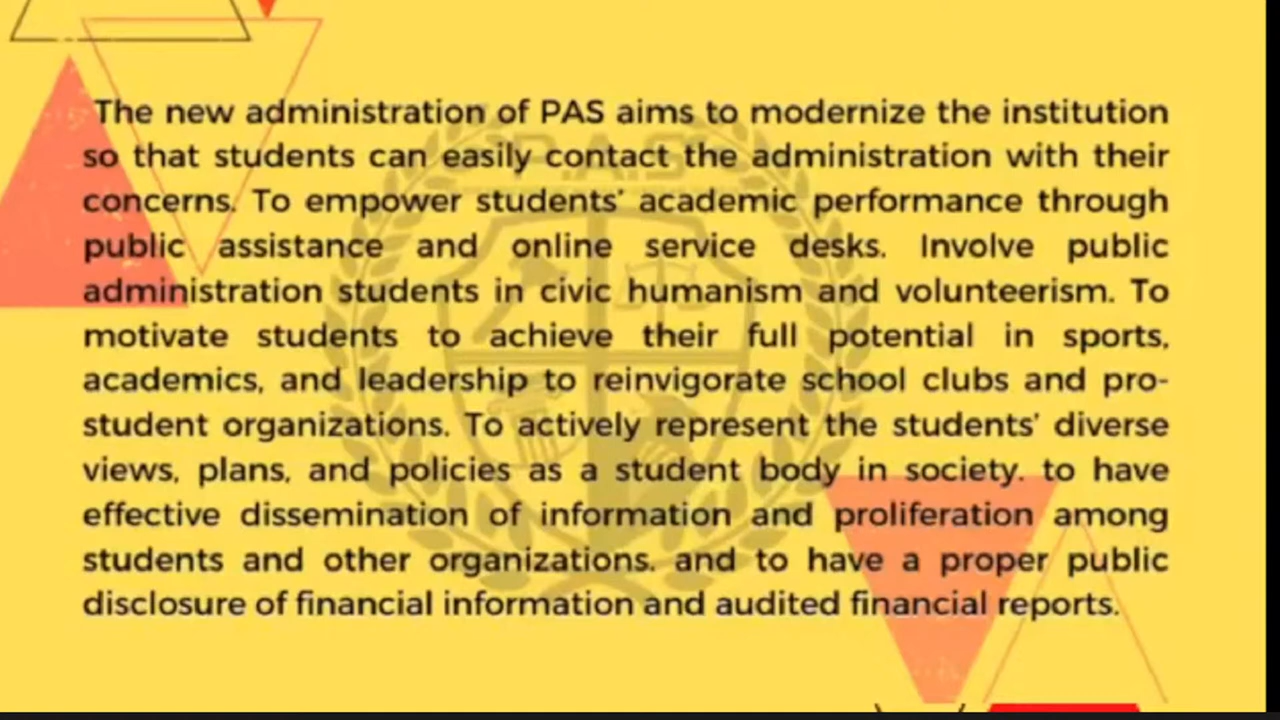 The new administration of PAS aims to modernize the institution
so that students can easily contact the administration with their
concerns. To empower students' academic performance through
public assistance and online service desks. Involve public
administration students in civic humanism and volunteerism. To
motivate students to achieve their full potential in sports,
academics, and leadership to reinvigorate school clubs and pro-
student organizations. To actively represent the students' diverse
views, plans, and policies as a student body in society. to have
effective dissemination of information and proliferation among
students and other organizations. and to have a proper public
disclosure of financial information and audited financial reports.
P.A.S